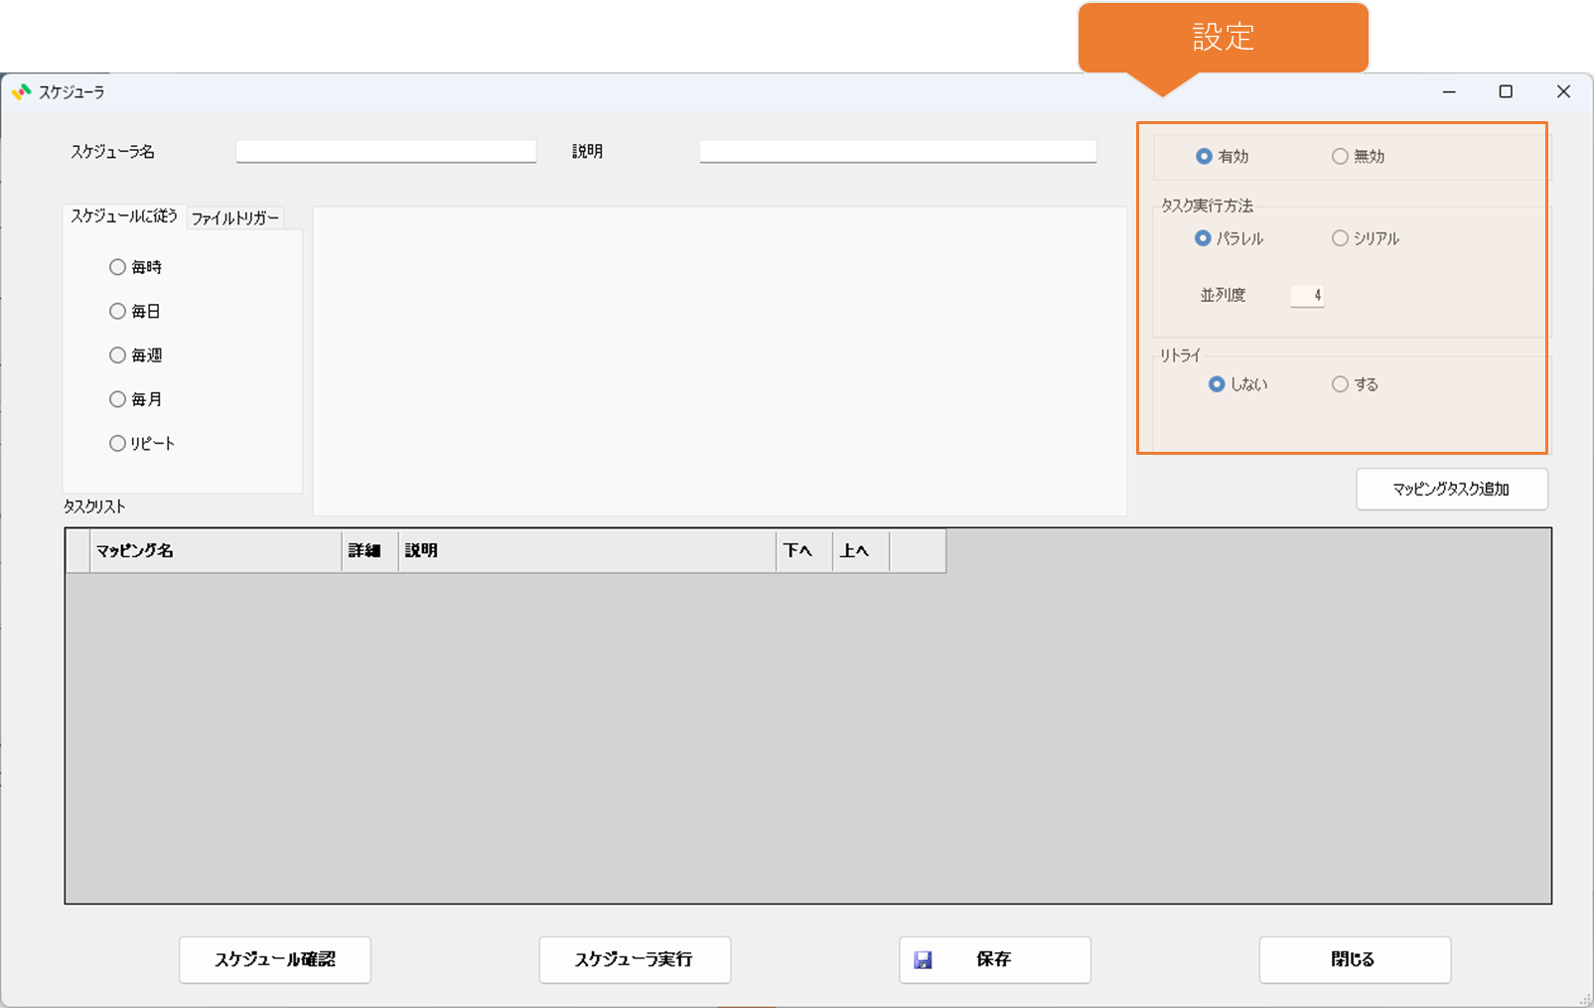 設定
スケジューラ
スケジューラ名
説明
有効 無効
スケジュールに従う ファイルトリガー
毎時
毎日
毎週
毎月
リピート
タスク実行方法
パラレル シリアル
並列度 4
リトライ
しない する
マッピングタスク追加
タスクリスト
マッピング名 詳細 説明 下へ 上へ
スケジュール確認 スケジューラ実行 保存 閉じる